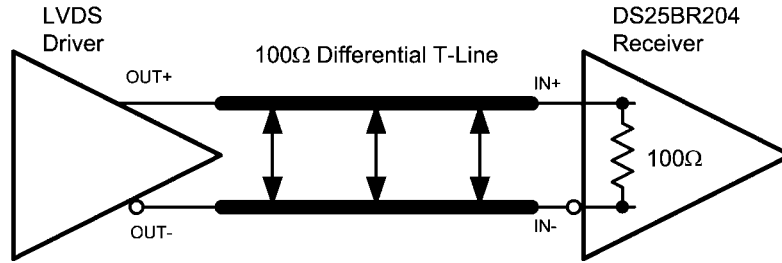 LVDS
Driver
DS25BR204
Receiver
100Ω Differential T-Line
OUT+
IN+
100Ω
OUT-
IN-